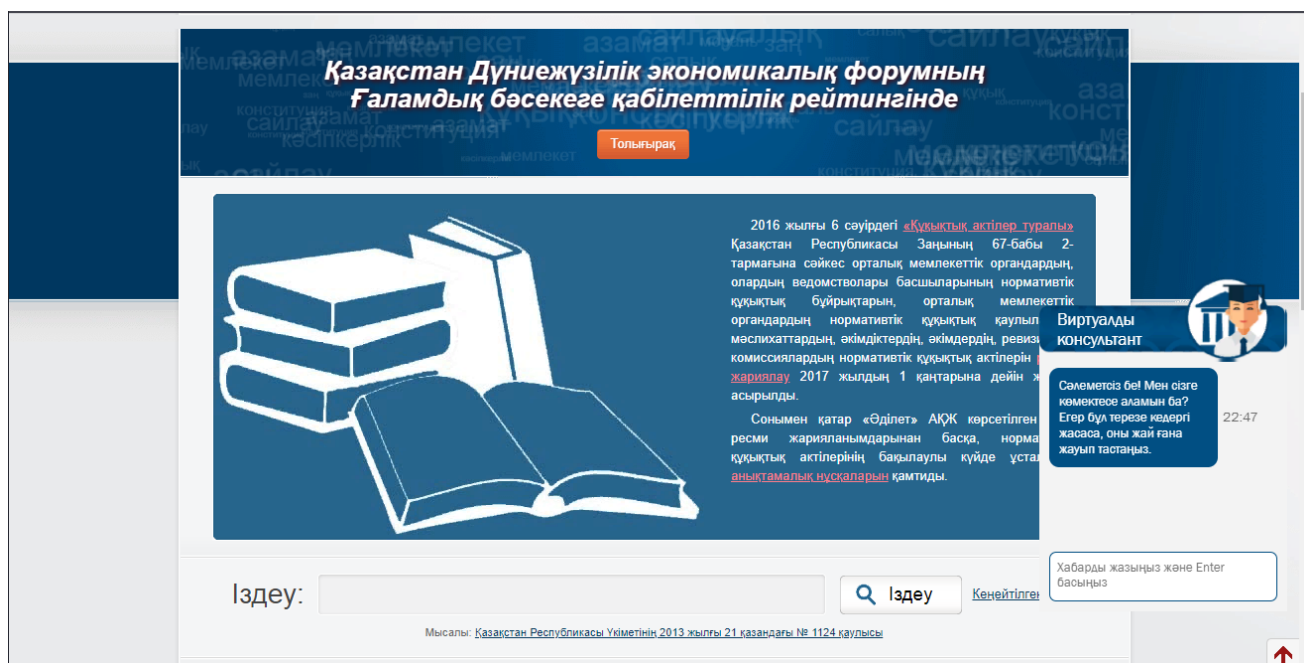 Қазақстан Дүниежүзілік экономикалық форумның
Ғаламдық бәсекеге қабілеттілік рейтингінде
Толығырақ
2016 жылғы 6 сәуірдегі «Құқықтық актілер туралы»
Қазақстан Республикасы Заңының 67-бабы 2-
тармағына сәйкес орталық мемлекеттік органдардың,
олардың ведомстволары басшыларының нормативтік
құқықтық бұйрықтарын, орталық мемлекеттік
органдардың нормативтік құқықтық
мәслихаттардың, әкімдіктердің, әкімдердің,
комиссиялардың нормативтік құқықтық актілерін
жариялау 2017 жылдың 1 қаңтарына дейін
асырылды.
Сонымен қатар «Әділет» АҚЖ көрсетілген
ресми жарияланымдарынан басқа,
құқықтық актілерінің бақылаулы күйде
анықтамалық нұсқаларын қамтиды.
Виртуалды
консультант
Сәлеметсіз бе! Мен сізге
көмектесе аламын ба?
Егер бұл терезе кедергі
жасаса, оны жай ғана
жауып тастаңыз.
22:47
Хабарды жазыңыз және Enter
басыңыз
Іздеу:
Іздеу
Кеңейтілген
Мысалы: Қазақстан Республикасы Үкіметінің 2013 жылғы 21 қазандағы № 1124 қаулысы